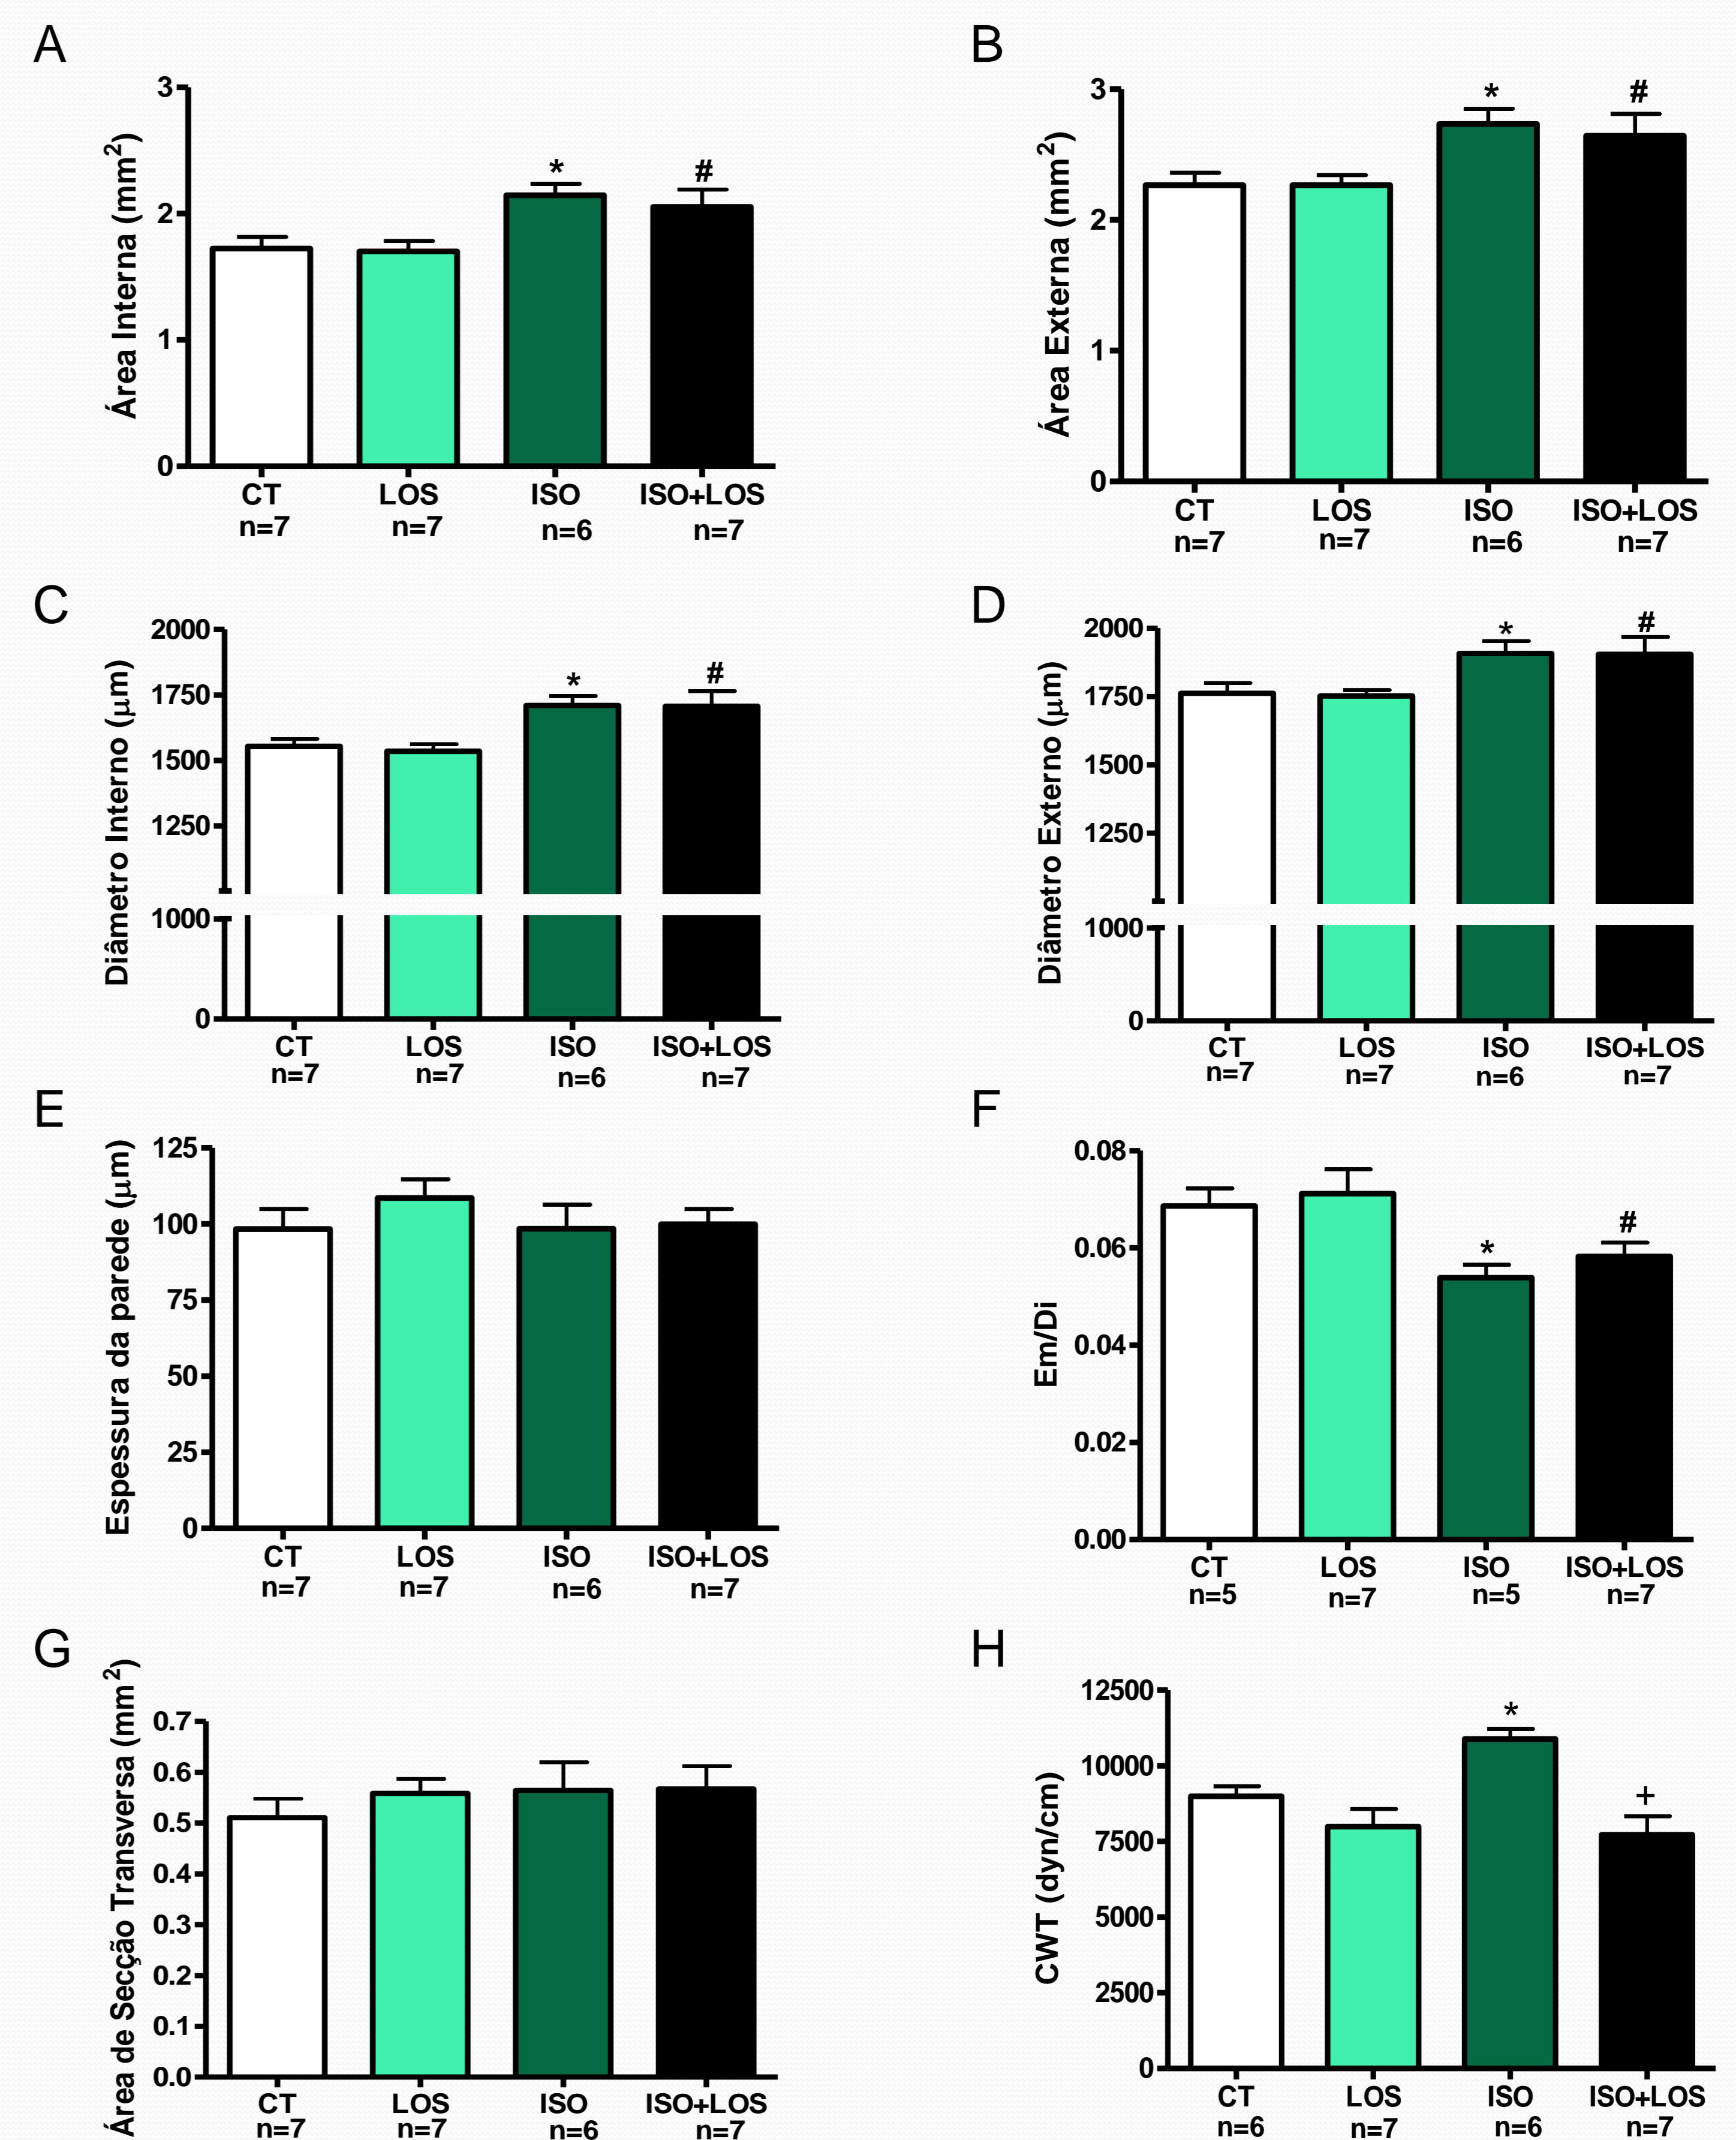 A
Área Interna (mm2)
3
2
1
0
*
#
CT
LOS
ISO
ISO+LOS
n=7
n=7
n=6
n=7
B
Área Externa (mm2)
3
2
1
0
*
#
CT
LOS
ISO
ISO+LOS
n=7
n=7
n=6
n=7
C
Diâmetro Interno (μm)
2000
1750
1500
1250
1000
0
*
#
CT
LOS
ISO
ISO+LOS
n=7
n=7
n=6
n=7
D
Diâmetro Externo (μm)
2000
1750
1500
1250
1000
0
*
#
CT
LOS
ISO
ISO+LOS
n=7
n=7
n=6
n=7
E
Espessura da parede (μm)
125
100
75
50
25
0
CT
LOS
ISO
ISO+LOS
n=7
n=7
n=6
n=7
F
Em/Di
0.08
0.06
0.04
0.02
0.00
*
#
CT
LOS
ISO
ISO+LOS
n=5
n=7
n=5
n=7
G
Área de Secção Transversa (mm2)
0.7
0.6
0.5
0.4
0.3
0.2
0.1
0.0
CT
LOS
ISO
ISO+LOS
n=7
n=7
n=6
n=7
H
CWT (dyn/cm)
12500
10000
7500
5000
2500
0
*
+
CT
LOS
ISO
ISO+LOS
n=6
n=7
n=6
n=7